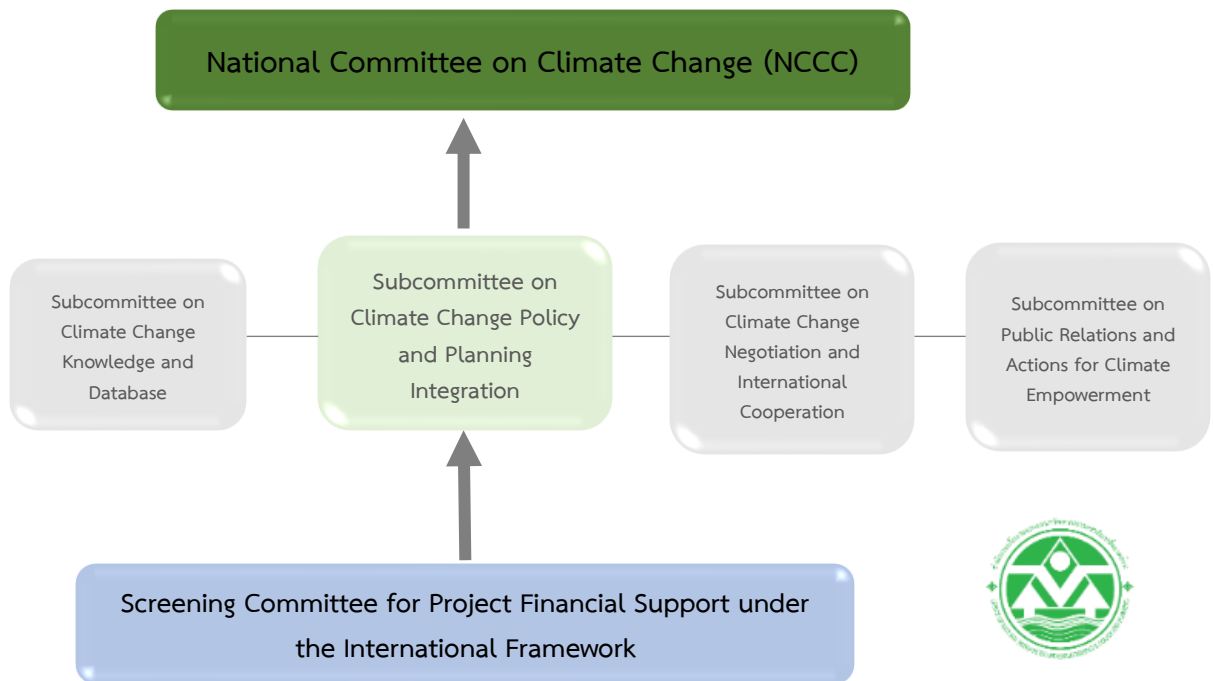 National Committee on Climate Change (NCCC)
Subcommittee on
Climate Change
Knowledge and
Database
Subcommittee on
Climate Change Policy
and Planning
Integration
Subcommittee on
Climate Change
Negotiation and
International
Cooperation
Subcommittee on
Public Relations and
Actions for Climate
Empowerment
Screening Committee for Project Financial Support under
the International Framework